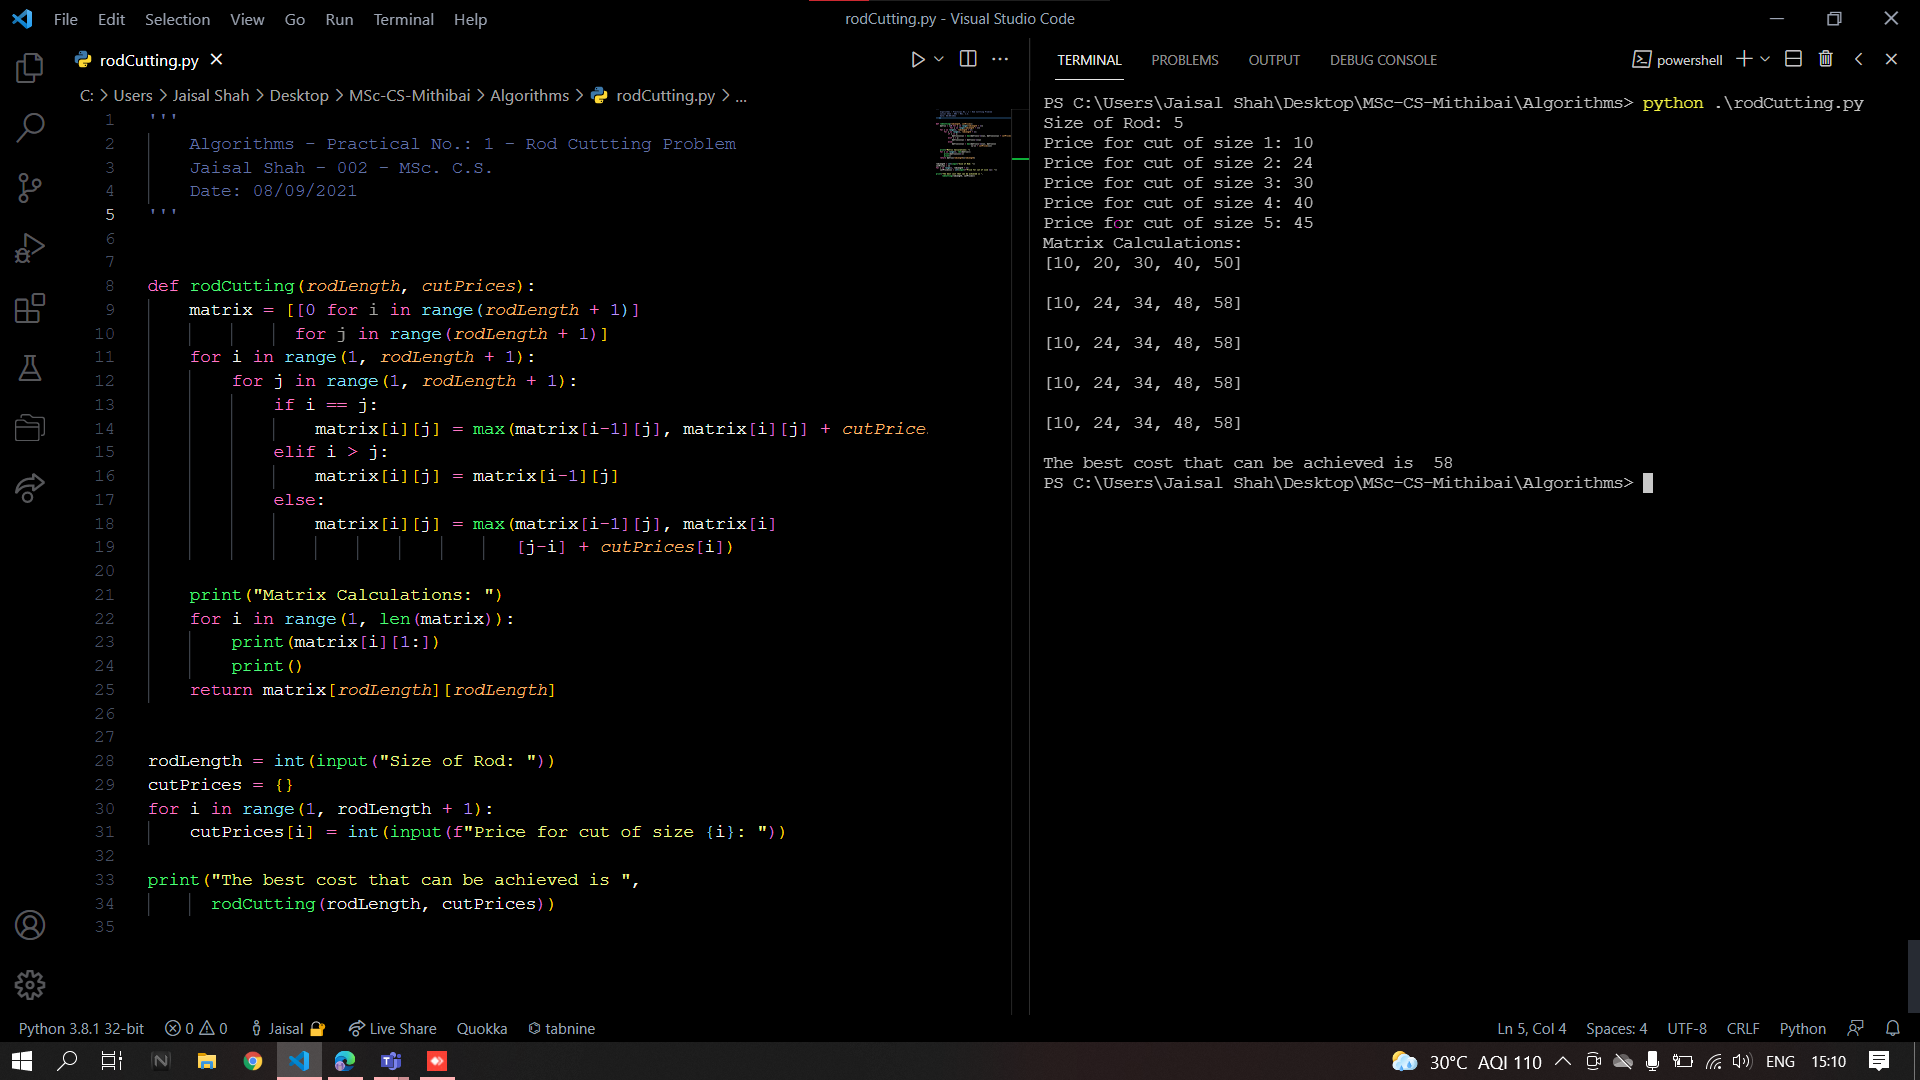 File Edit Selection View Go Run Terminal Help
rodCutting.py - Visual Studio Code
rodCutting.py
C: > Users > Jaisal Shah > Desktop > MSc-CS-Mithibai > Algorithms > rodCutting.py > ...
1 '''
2 Algorithms - Practical No.: 1 - Rod Cuttting Problem
3 Jaisal Shah - 002 - MSc. C.S.
4 Date: 08/09/2021
5 '''
6
7
8 def rodCutting(rodLength, cutPrices):
9 matrix = [[0 for i in range(rodLength + 1)]
10 for j in range(rodLength + 1)]
11 for i in range(1, rodLength + 1):
12 for j in range(1, rodLength + 1):
13 if i == j:
14 matrix[i][j] = max(matrix[i-1][j], matrix[i][j] + cutPrice
15 elif i > j:
16 matrix[i][j] = matrix[i-1][j]
17 else:
18 matrix[i][j] = max(matrix[i-1][j], matrix[i]
19 [j-i] + cutPrices[i])
20
21 print("Matrix Calculations: ")
22 for i in range(1, len(matrix)):
23 print(matrix[i][1:])
24 print()
25 return matrix[rodLength][rodLength]
26
27
28 rodLength = int(input("Size of Rod: "))
29 cutPrices = {}
30 for i in range(1, rodLength + 1):
31 cutPrices[i] = int(input(f"Price for cut of size {i}: "))
32
33 print("The best cost that can be achieved is ",
34 rodCutting(rodLength, cutPrices))
35
TERMINAL PROBLEMS OUTPUT DEBUG CONSOLE
powershell
PS C:\Users\Jaisal Shah\Desktop\MSc-CS-Mithibai\Algorithms> python .\rodCutting.py
Size of Rod: 5
Price for cut of size 1: 10
Price for cut of size 2: 24
Price for cut of size 3: 30
Price for cut of size 4: 40
Price for cut of size 5: 45
Matrix Calculations:
[10, 20, 30, 40, 50]
[10, 24, 34, 48, 58]
[10, 24, 34, 48, 58]
[10, 24, 34, 48, 58]
[10, 24, 34, 48, 58]
The best cost that can be achieved is  58
PS C:\Users\Jaisal Shah\Desktop\MSc-CS-Mithibai\Algorithms>
Python 3.8.1 32-bit 0 0 Jaisal Live Share Quokka tabnine
Ln 5, Col 4 Spaces: 4 UTF-8 CRLF Python
30°C AQI 110 ENG 15:10